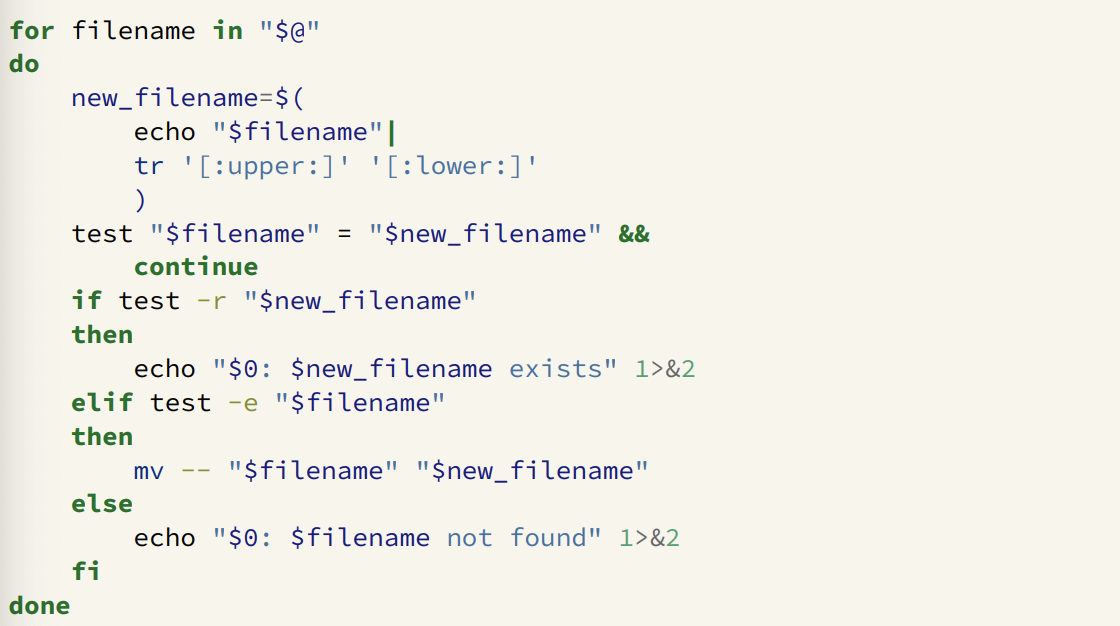 for filename in "$@"
do
    new_filename=$(
        echo "$filename"|
        tr '[:upper:]' '[:lower:]'
        )
    test "$filename" = "$new_filename" &&
        continue
    if test -r "$new_filename"
    then
        echo "$0: $new_filename exists" 1>&2
    elif test -e "$filename"
    then
        mv -- "$filename" "$new_filename"
    else
        echo "$0: $filename not found" 1>&2
    fi
done